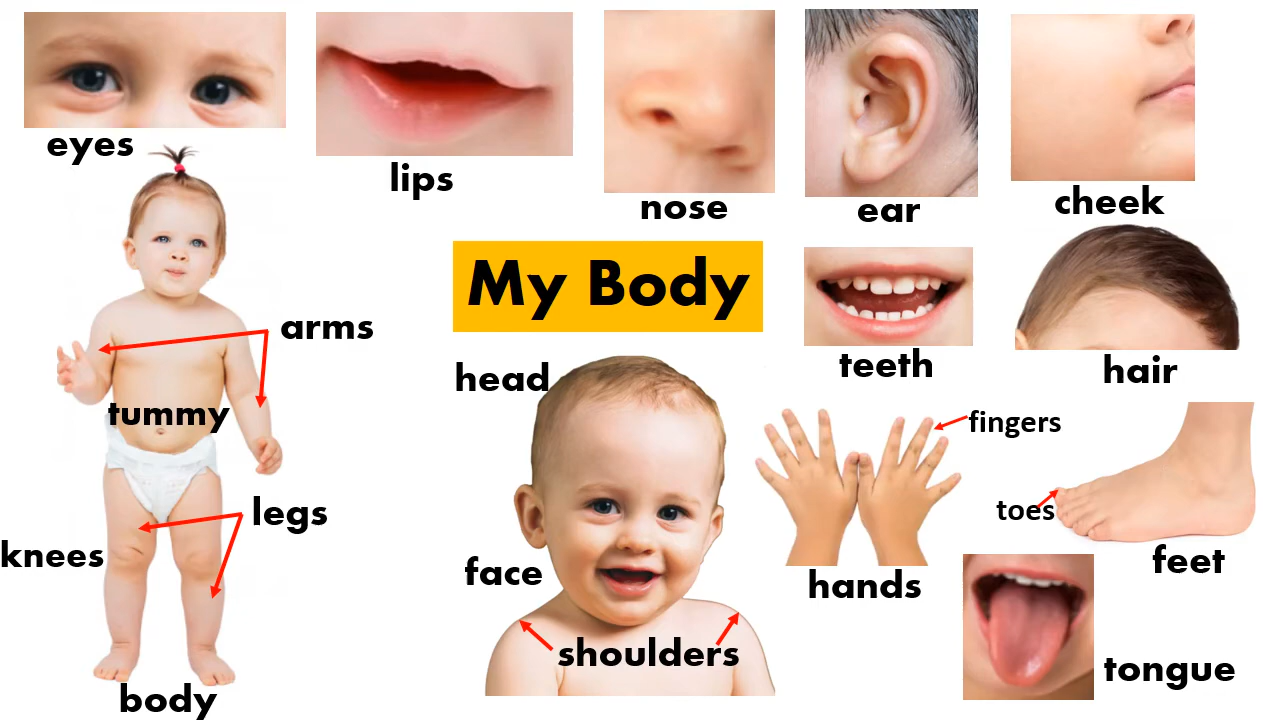 eyes
lips
nose
ear
cheek
My Body
arms
teeth
hair
head
tummy
fingers
legs
toes
knees
feet
face
hands
shoulders
tongue
body